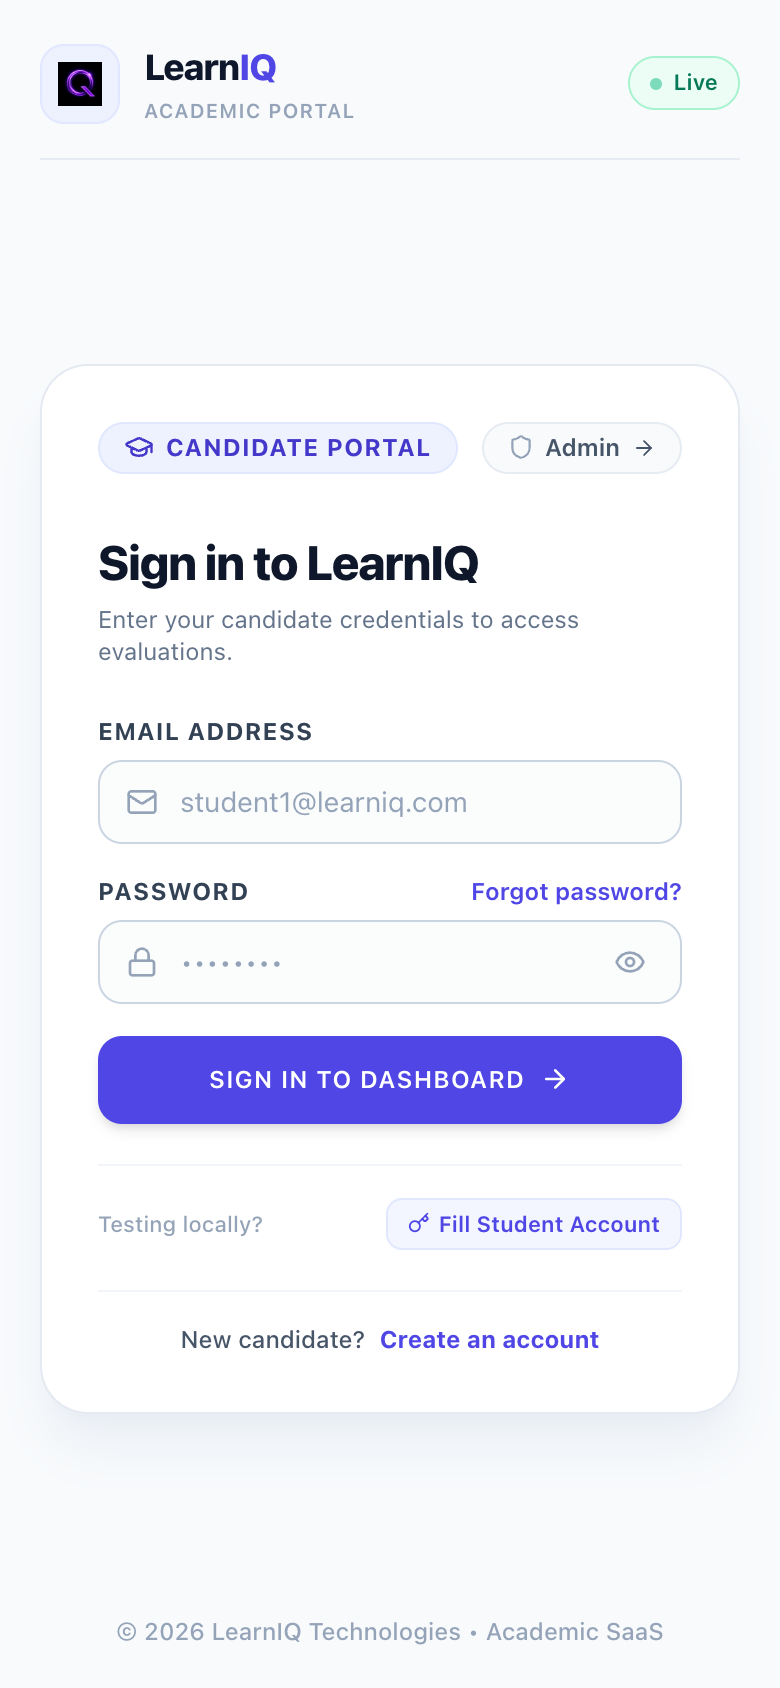 LearnIQ
ACADEMIC PORTAL
Live
CANDIDATE PORTAL
Admin →
Sign in to LearnIQ
Enter your candidate credentials to access
evaluations.
EMAIL ADDRESS
student1@learniq.com
PASSWORD
Forgot password?
••••••••
SIGN IN TO DASHBOARD →
Testing locally?
Fill Student Account
New candidate? Create an account
© 2026 LearnIQ Technologies • Academic SaaS